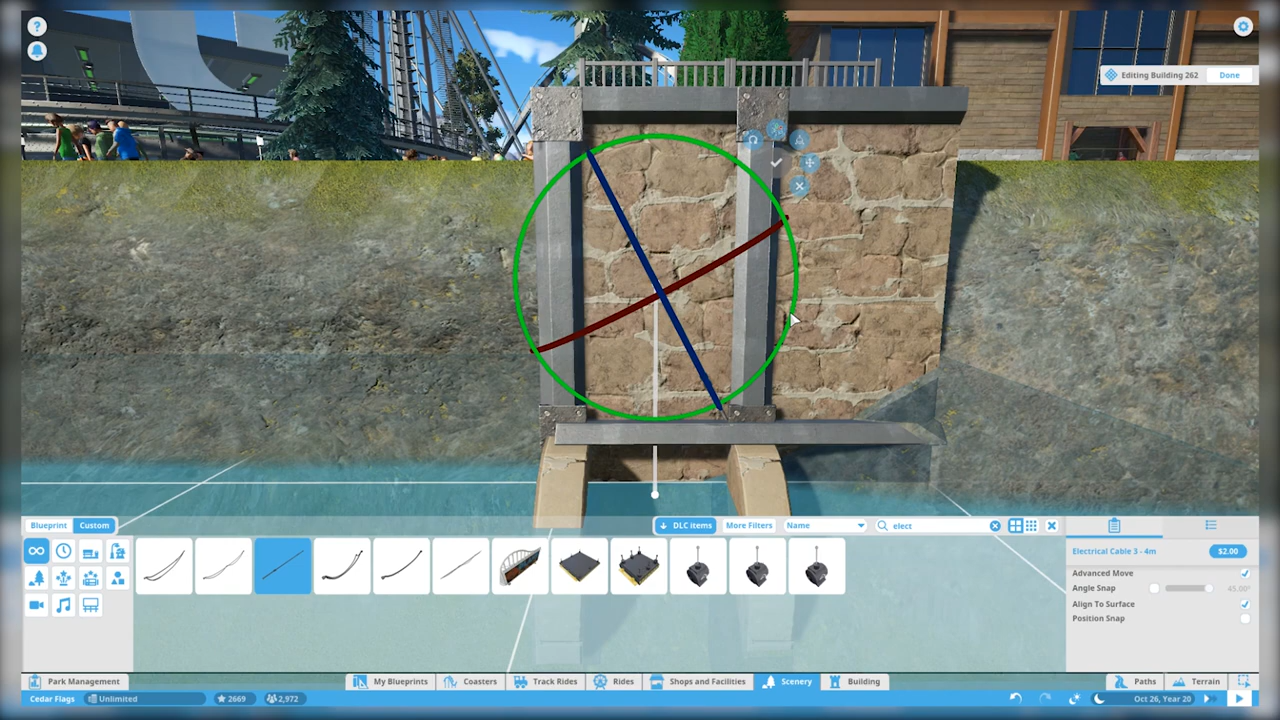 ?
Editing Building 262 Done
Blueprint Custom
DLC items More Filters Name elect
Electrical Cable 3 - 4m $2.00
Advanced Move
Angle Snap 45.00°
Align To Surface
Position Snap
Park Management My Blueprints Coasters Track Rides Rides Shops and Facilities Scenery Building Paths Terrain
Cedar Flags Unlimited 2669 2,972 Oct 26, Year 20